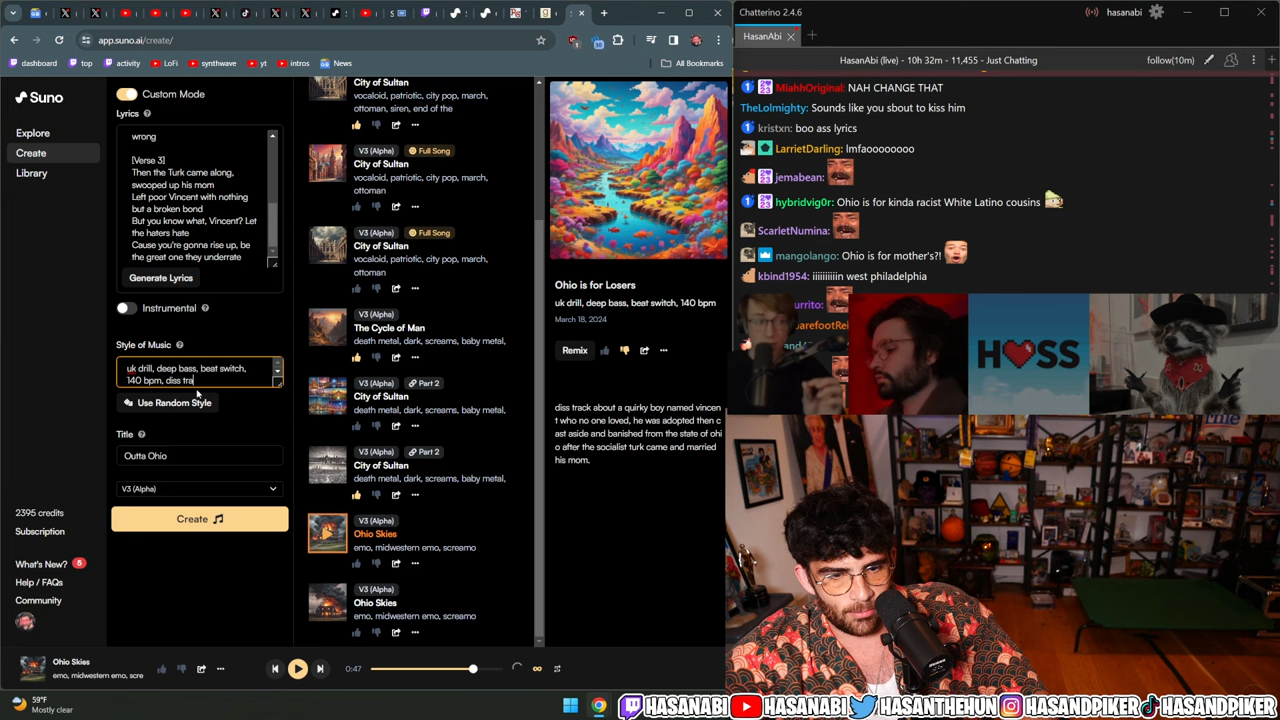 app.suno.ai/create/
dashboard
top
activity
LoFi
synthwave
yt
intros
News
All Bookmarks
Suno
Explore
Create
Library
2395 credits
Subscription
What's New? 5
Help / FAQs
Community
Custom Mode
Lyrics
wrong
[Verse 3]
Then the Turk came along,
swooped up his mom
Left poor Vincent with nothing
but a broken bond
But you know what, Vincent? Let
the haters hate
Cause you're gonna rise up, be
the great one they underrate
Generate Lyrics
Instrumental
Style of Music
uk drill, deep bass, beat switch,
140 bpm, diss tra
Use Random Style
Title
Outta Ohio
V3 (Alpha)
Create
City of Sultan
vocaloid, patriotic, city pop, march,
ottoman, siren, end of the
V3 (Alpha) Full Song
City of Sultan
vocaloid, patriotic, city pop, march,
ottoman
V3 (Alpha) Full Song
City of Sultan
vocaloid, patriotic, city pop, march,
ottoman
V3 (Alpha)
The Cycle of Man
death metal, dark, screams, baby metal,
V3 (Alpha) Part 2
City of Sultan
death metal, dark, screams, baby metal,
V3 (Alpha) Part 2
City of Sultan
death metal, dark, screams, baby metal,
V3 (Alpha)
Ohio Skies
emo, midwestern emo, screamo
V3 (Alpha)
Ohio Skies
emo, midwestern emo, screamo
Ohio is for Losers
uk drill, deep bass, beat switch, 140 bpm
March 18, 2024
Remix
diss track about a quirky boy named vincen
t who no one loved, he was adopted then c
ast aside and banished from the state of ohi
o after the socialist turk came and married
his mom.
Ohio Skies
emo, midwestern emo, scre
0:47
59°F
Mostly clear
Chatterino 2.4.6
hasanabi
HasanAbi
HasanAbi (live) - 10h 32m - 11,455 - Just Chatting
follow(10m)
MiahhOriginal: NAH CHANGE THAT
TheLolmighty: Sounds like you sbout to kiss him
kristxn: boo ass lyrics
LarrietDarling: lmfaooooooo
jemabean:
hybridvig0r: Ohio is for kinda racist White Latino cousins
ScarletNumina:
mangolango: Ohio is for mother's?!
kbind1954: iiiiiiiiiiin west philadelphia
urrito:
barefootRei
H SS
HASANABI
HASANABI
HASANTHEHUN
HASANDPIKER
HASANDPIKER